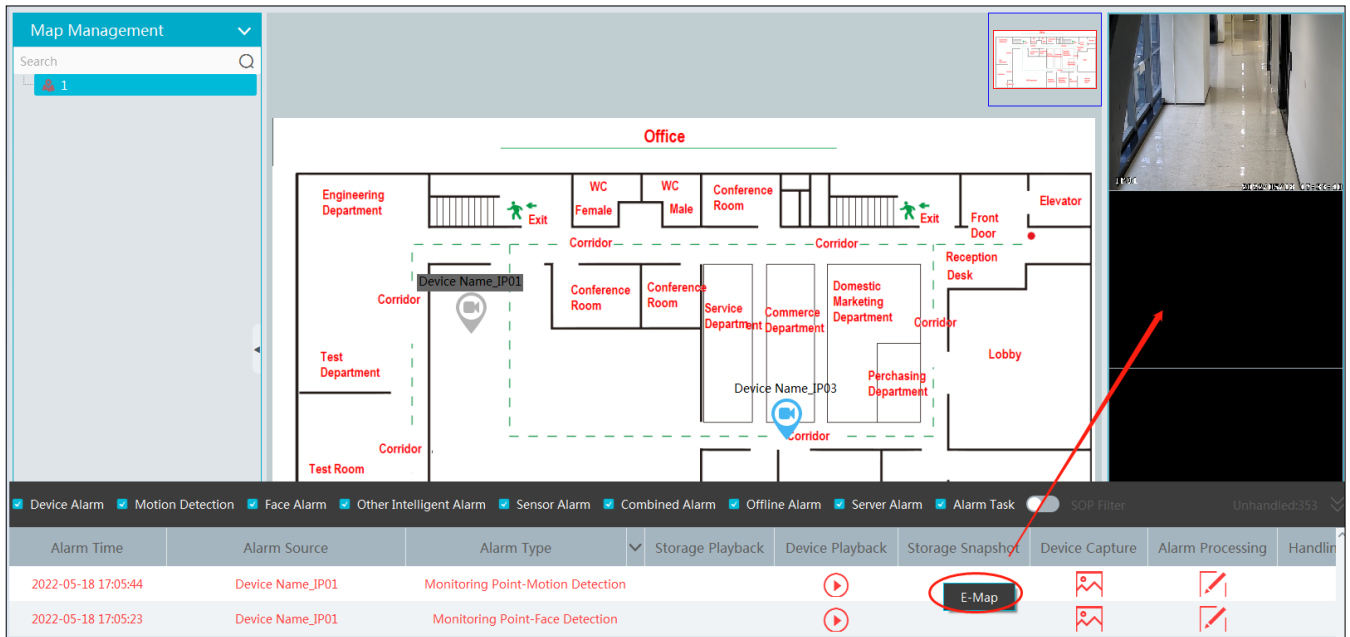 Map Management
Search
1
Office
Engineering
Department
WC
Female
WC
Male
Conference
Room
Exit
Exit
Front
Door
Elevator
Corridor
Corridor
Reception
Desk
Device Name_IP01
Corridor
Conference
Room
Conference
Room
Service
Department
Commerce
Department
Domestic
Marketing
Department
Corridor
Lobby
Test
Department
Perchasing
Department
Device Name_IP03
Corridor
Corridor
Test Room
IP01
Device Alarm Motion Detection Face Alarm Other Intelligent Alarm Sensor Alarm Combined Alarm Offline Alarm Server Alarm Alarm Task SOP Filter Unhandled:353
Alarm Time Alarm Source Alarm Type Storage Playback Device Playback Storage Snapshot Device Capture Alarm Processing Handlin
2022-05-18 17:05:44 Device Name_IP01 Monitoring Point-Motion Detection
E-Map
2022-05-18 17:05:23 Device Name_IP01 Monitoring Point-Face Detection